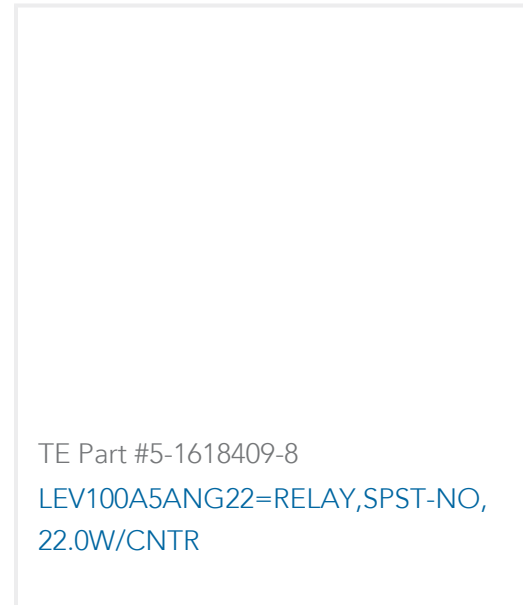 TE Part #5-1618409-8
LEV100A5ANG22=RELAY,SPST-NO,
22.0W/CNTR